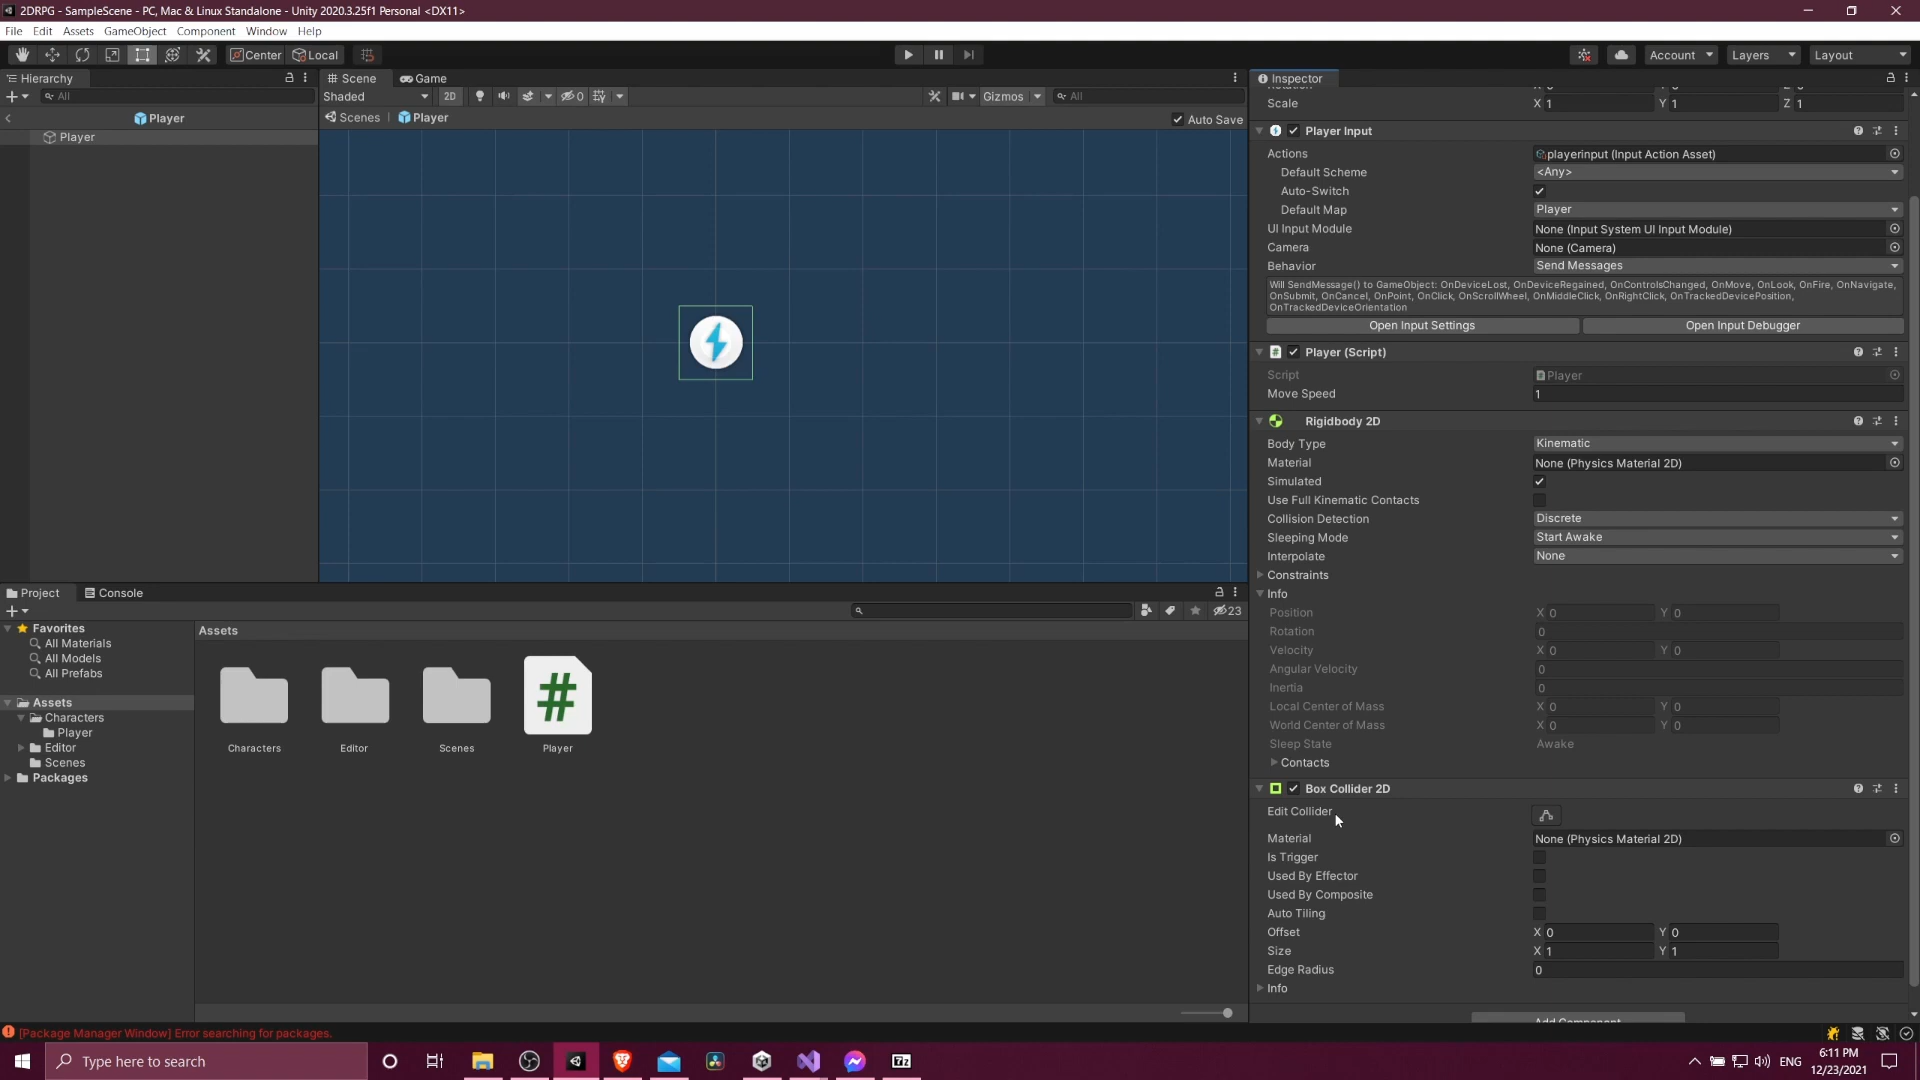 2DRPG - SampleScene - PC, Mac & Linux Standalone - Unity 2020.3.25f1 Personal <DX11>
File Edit Assets GameObject Component Window Help
Center Local Account Layers Layout
Hierarchy Scene Game Inspector
All Shaded 2D 0 Gizmos All
Scale X 1 Y 1 Z 1
Player Scenes Player Auto Save
Player
Player Input
Actions playerinput (Input Action Asset)
Default Scheme <Any>
Auto-Switch
Default Map Player
UI Input Module None (Input System UI Input Module)
Camera None (Camera)
Behavior Send Messages
Will SendMessage() to GameObject: OnDeviceLost, OnDeviceRegained, OnControlsChanged, OnMove, OnLook, OnFire, OnNavigate,
OnSubmit, OnCancel, OnPoint, OnClick, OnScrollWheel, OnMiddleClick, OnRightClick, OnTrackedDevicePosition,
OnTrackedDeviceOrientation
Open Input Settings Open Input Debugger
# Player (Script)
Script Player
Move Speed 1
Rigidbody 2D
Body Type Kinematic
Material None (Physics Material 2D)
Simulated
Use Full Kinematic Contacts
Collision Detection Discrete
Sleeping Mode Start Awake
Interpolate None
Constraints
Info
Position X 0 Y 0
Rotation 0
Velocity X 0 Y 0
Angular Velocity 0
Inertia 0
Local Center of Mass X 0 Y 0
World Center of Mass X 0 Y 0
Sleep State Awake
Contacts
Box Collider 2D
Edit Collider
Material None (Physics Material 2D)
Is Trigger
Used By Effector
Used By Composite
Auto Tiling
Offset X 0 Y 0
Size X 1 Y 1
Edge Radius 0
Info
Project Console
23
Favorites
All Materials
All Models
All Prefabs
Assets
Characters
Player
Editor
Scenes
Packages
Assets
#
Characters Editor Scenes Player
[Package Manager Window] Error searching for packages.
Type here to search
7z
ENG
6:11 PM
12/23/2021